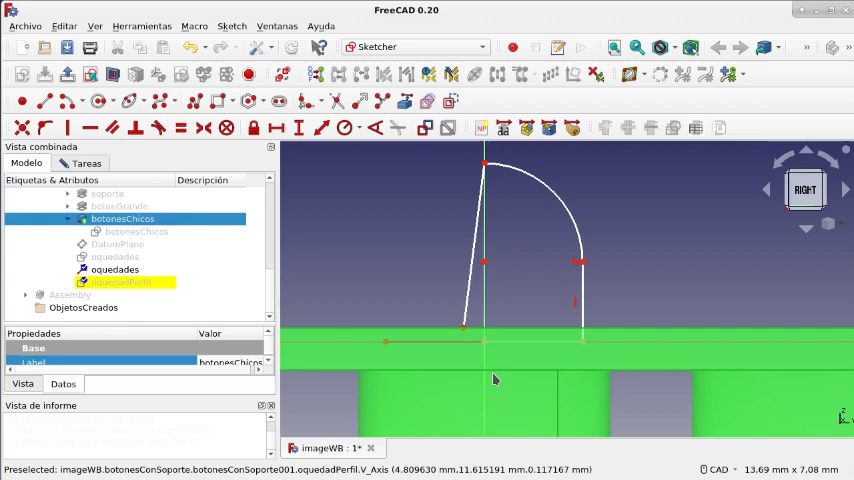 FreeCAD 0.20
Archivo Editar Ver Herramientas Macro Sketch Ventanas Ayuda
Sketcher
Vista combinada
Modelo Tareas
Etiquetas & Atributos Descripción
soporte
botonGrande
botonesChicos
botonesChicos
DatumPlane
oquedades
oquedades
oquedadPerfil
Assembly
ObjetosCreados
Propiedades Valor
Base
Label botonesChicos
Vista Datos
Vista de informe
RIGHT
NP
z
imageWB : 1*
Preselected: imageWB.botonesConSoporte.botonesConSoporte001.oquedadPerfil.V_Axis (4.809630 mm,11.615191 mm,0.117167 mm)
CAD
13.69 mm x 7.08 mm